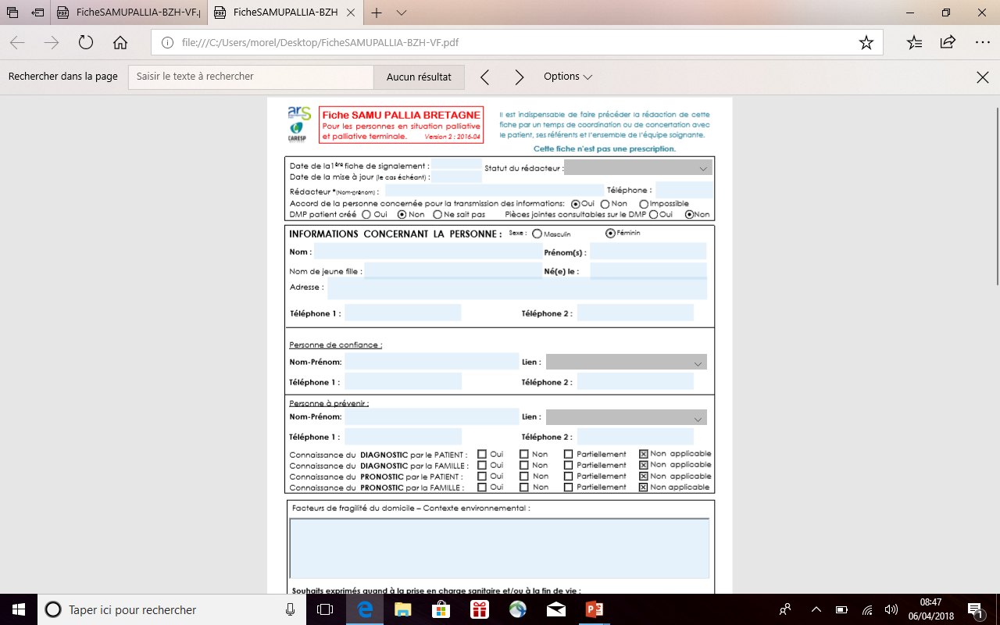 FicheSAMUPALLIA-BZH-VF.p
FicheSAMUPALLIA-BZH
file:///C:/Users/morel/Desktop/FicheSAMUPALLIA-BZH-VF.pdf
Rechercher dans la page
Saisir le texte à rechercher
Aucun résultat
Options
ars
CARESP
Fiche SAMU PALLIA BRETAGNE
Pour les personnes en situation palliative
et palliative terminale. Version 2 : 2016-04
Il est indispensable de faire précéder la rédaction de cette
fiche par un temps de coordination ou de concertation avec
le patient, ses référents et l'ensemble de l'équipe soignante.
Cette fiche n'est pas une prescription.
Date de la1ère fiche de signalement : Statut du rédacteur :
Date de la mise à jour (le cas échéant) :
Rédacteur *(Nom-prénom) : Téléphone :
Accord de la personne concernée pour la transmission des informations: Oui Non Impossible
DMP patient créé Oui Non Ne sait pas Pièces jointes consultables sur le DMP Oui Non
INFORMATIONS CONCERNANT LA PERSONNE : Sexe : Masculin Féminin
Nom : Prénom(s) :
Nom de jeune fille : Né(e) le :
Adresse :
Téléphone 1 : Téléphone 2 :
Personne de confiance :
Nom-Prénom: Lien :
Téléphone 1 : Téléphone 2 :
Personne à prévenir :
Nom-Prénom: Lien :
Téléphone 1 : Téléphone 2 :
Connaissance du DIAGNOSTIC par le PATIENT : Oui Non Partiellement Non applicable
Connaissance du DIAGNOSTIC par la FAMILLE : Oui Non Partiellement Non applicable
Connaissance du PRONOSTIC par le PATIENT : Oui Non Partiellement Non applicable
Connaissance du PRONOSTIC par la FAMILLE : Oui Non Partiellement Non applicable
Facteurs de fragilité du domicile – Contexte environnemental :
Souhaits exprimés quand à la prise en charge sanitaire et/ou à la fin de vie :
Taper ici pour rechercher
08:47
06/04/2018
1